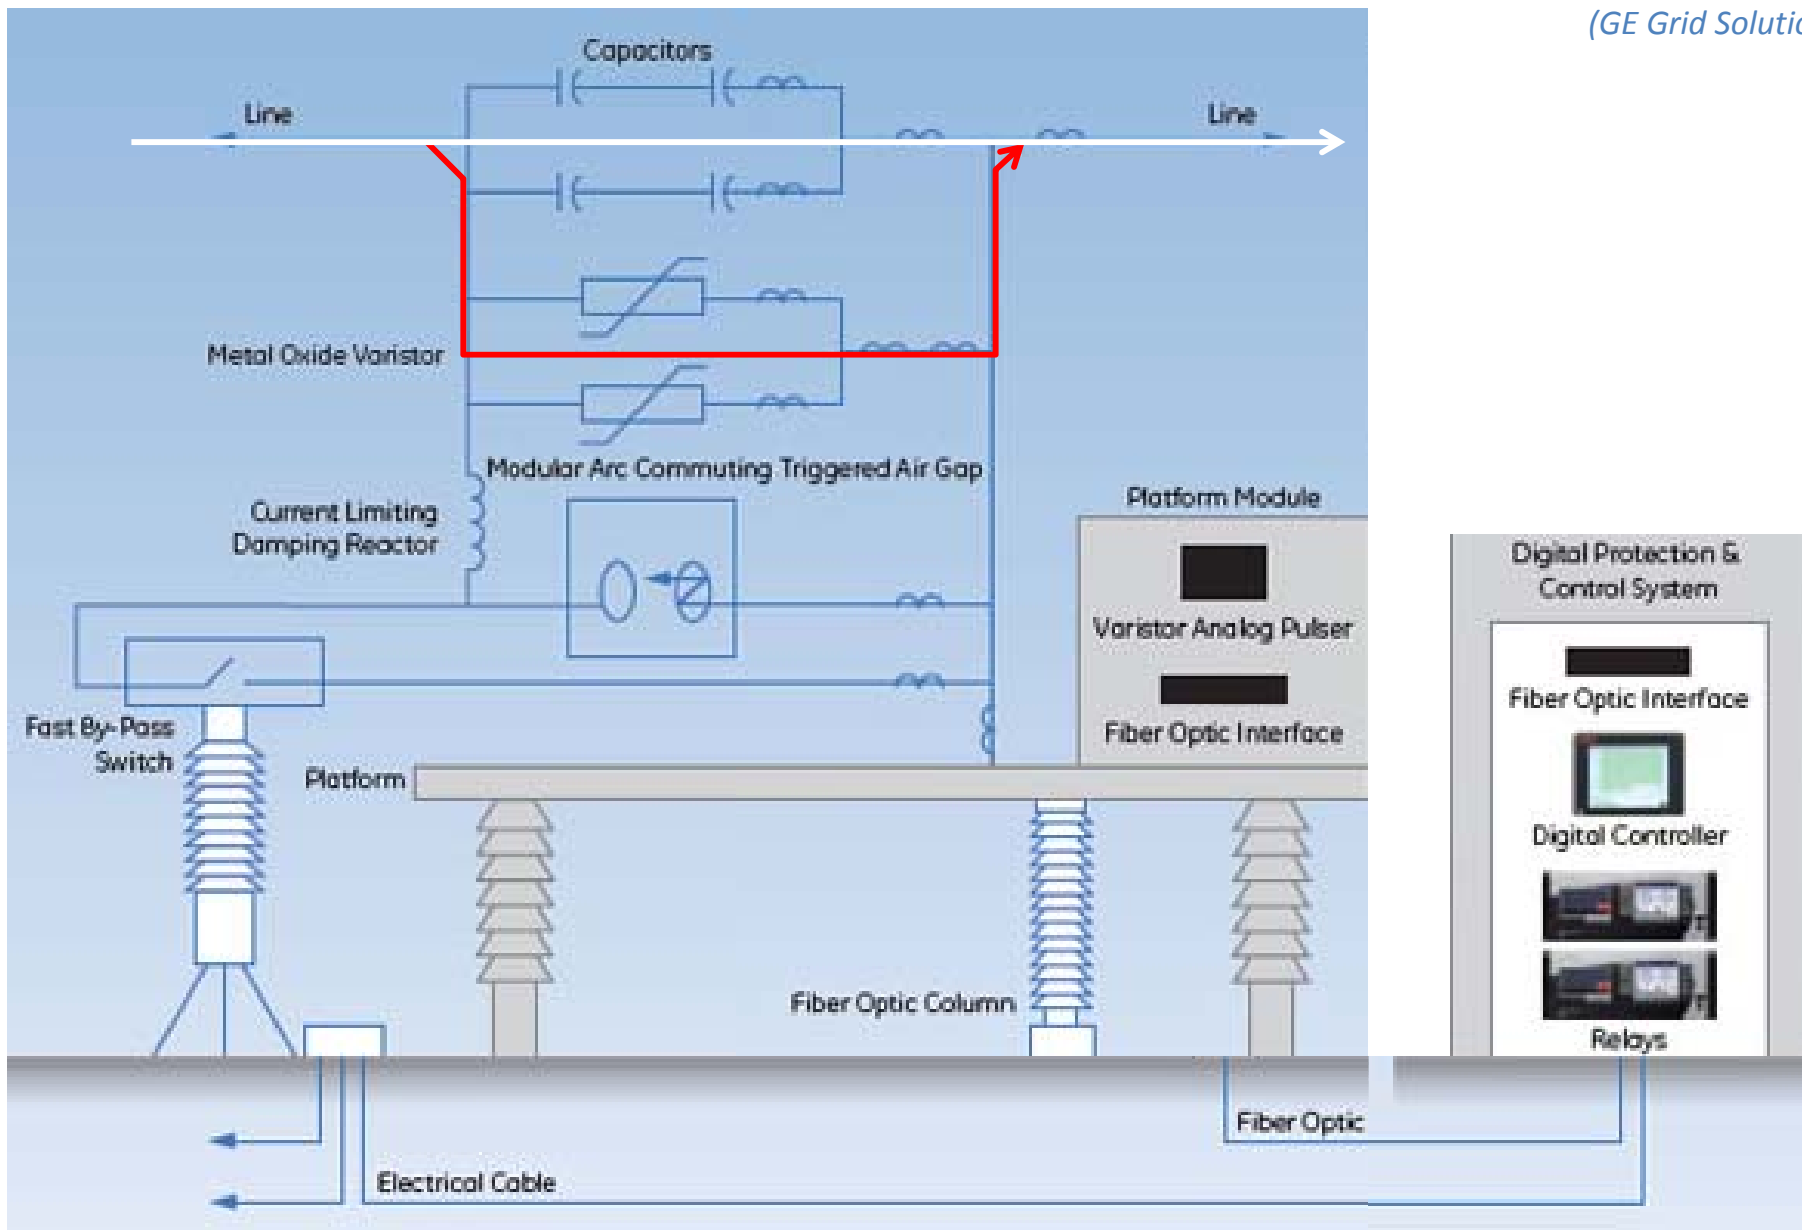 (GE Grid Solutio
Capacitors
Line
Line
Metal Oxide Varistor
Modular Arc Commuting Triggered Air Gap
Current Limiting
Damping Reactor
Platform Module
Varistor Analog Pulser
Fiber Optic Interface
Digital Protection &
Control System
Fiber Optic Interface
Digital Controller
Relays
Fast By-Pass
Switch
Platform
Fiber Optic Column
Fiber Optic
Electrical Cable